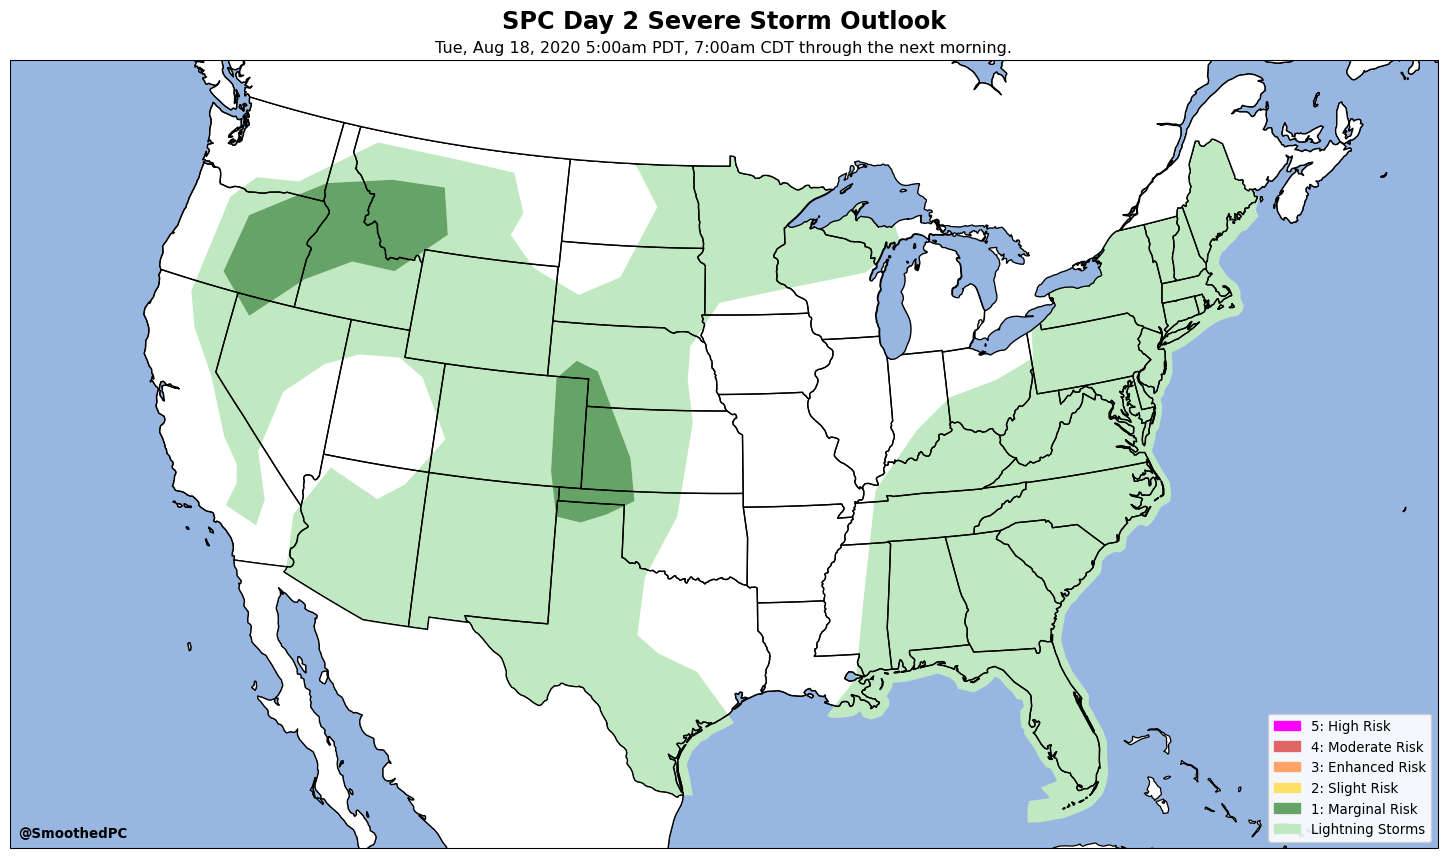 SPC Day 2 Severe Storm Outlook
Tue, Aug 18, 2020 5:00am PDT, 7:00am CDT through the next morning.
5: High Risk
4: Moderate Risk
3: Enhanced Risk
2: Slight Risk
1: Marginal Risk
Lightning Storms
@SmoothedPC